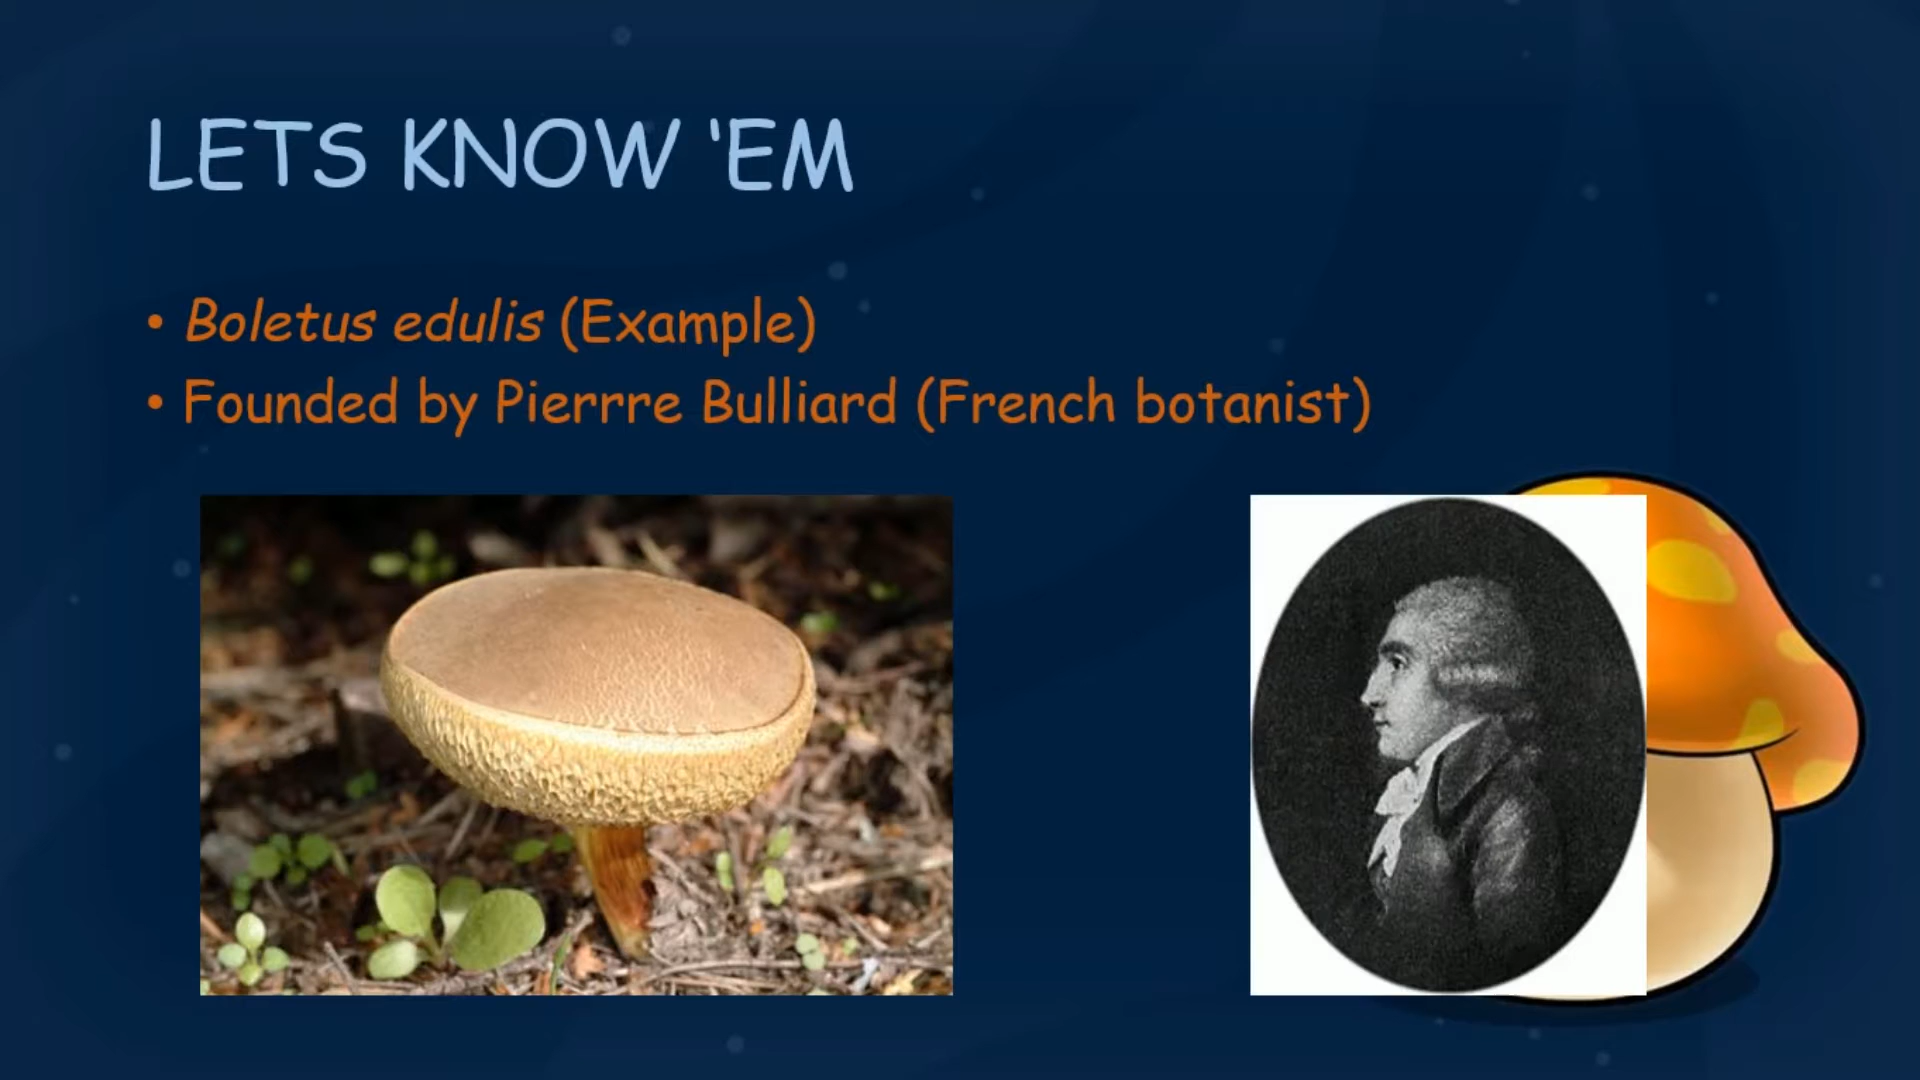 LETS KNOW ‘EM
• Boletus edulis (Example)
• Founded by Pierrre Bulliard (French botanist)